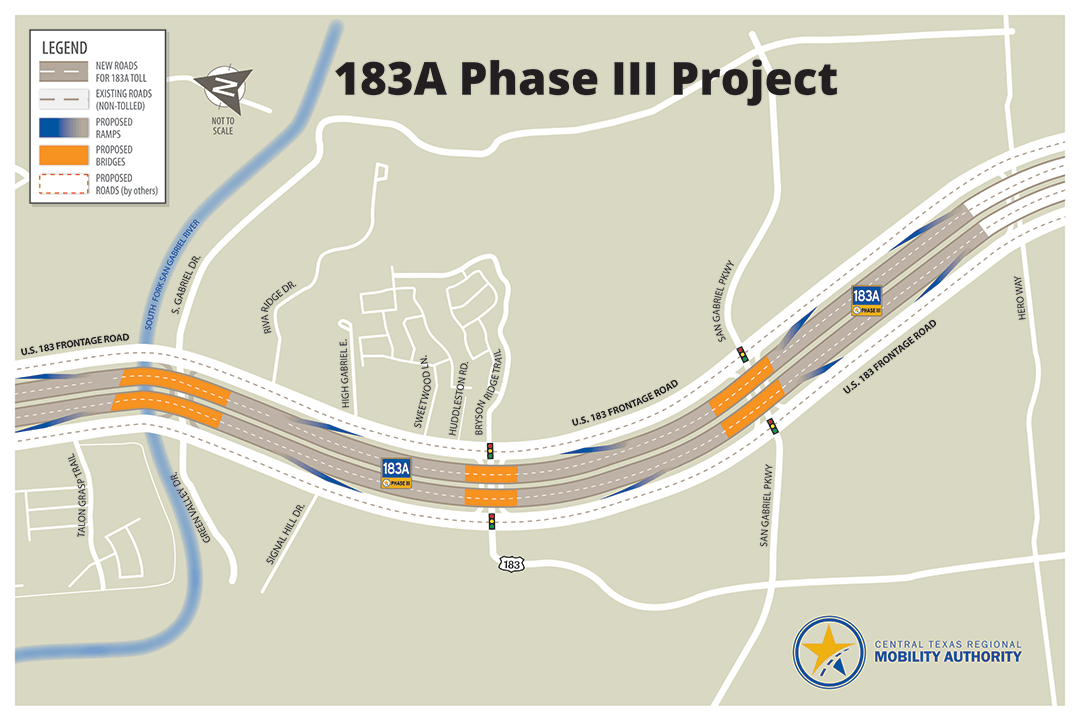 LEGEND
NEW ROADS
FOR 183A TOLL
EXISTING ROADS
(NON-TOLLED)
PROPOSED
RAMPS
PROPOSED
BRIDGES
PROPOSED
ROADS (by others)
N
NOT TO
SCALE
183A Phase III Project
SOUTH FORK SAN GABRIEL RIVER
S. GABRIEL DR.
RIVA RIDGE DR.
HIGH GABRIEL E.
SWEETWOOD LN.
HUDDLESTON RD.
BRYSON RIDGE TRAIL
SAN GABRIEL PKWY
HERO WAY
U.S. 183 FRONTAGE ROAD
U.S. 183 FRONTAGE ROAD
U.S. 183 FRONTAGE ROAD
183A
PHASE III
183A
PHASE III
TALON GRASP TRAIL
GREEN VALLEY DR.
SIGNAL HILL DR.
183
SAN GABRIEL PKWY
CENTRAL TEXAS REGIONAL
MOBILITY AUTHORITY